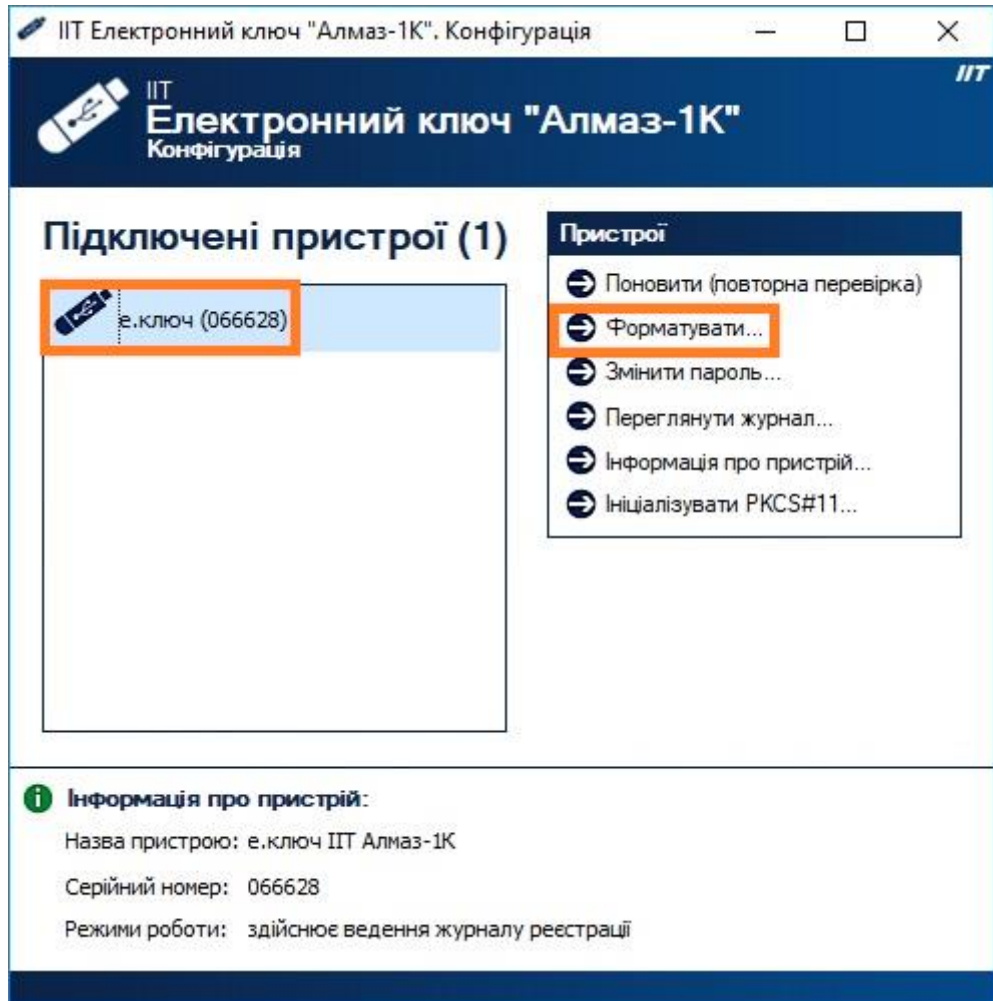 ІІТ Електронний ключ "Алмаз-1К". Конфігурація
ІІТ
ІІТ
Електронний ключ "Алмаз-1К"
Конфігурація
Підключені пристрої (1)
е.ключ (066628)
Пристрої
Поновити (повторна перевірка)
Форматувати...
Змінити пароль...
Переглянути журнал...
Інформація про пристрій...
Ініціалізувати PKCS#11...
Інформація про пристрій:
Назва пристрою: е.ключ ІІТ Алмаз-1К
Серійний номер: 066628
Режими роботи: здійснює ведення журналу реєстрації